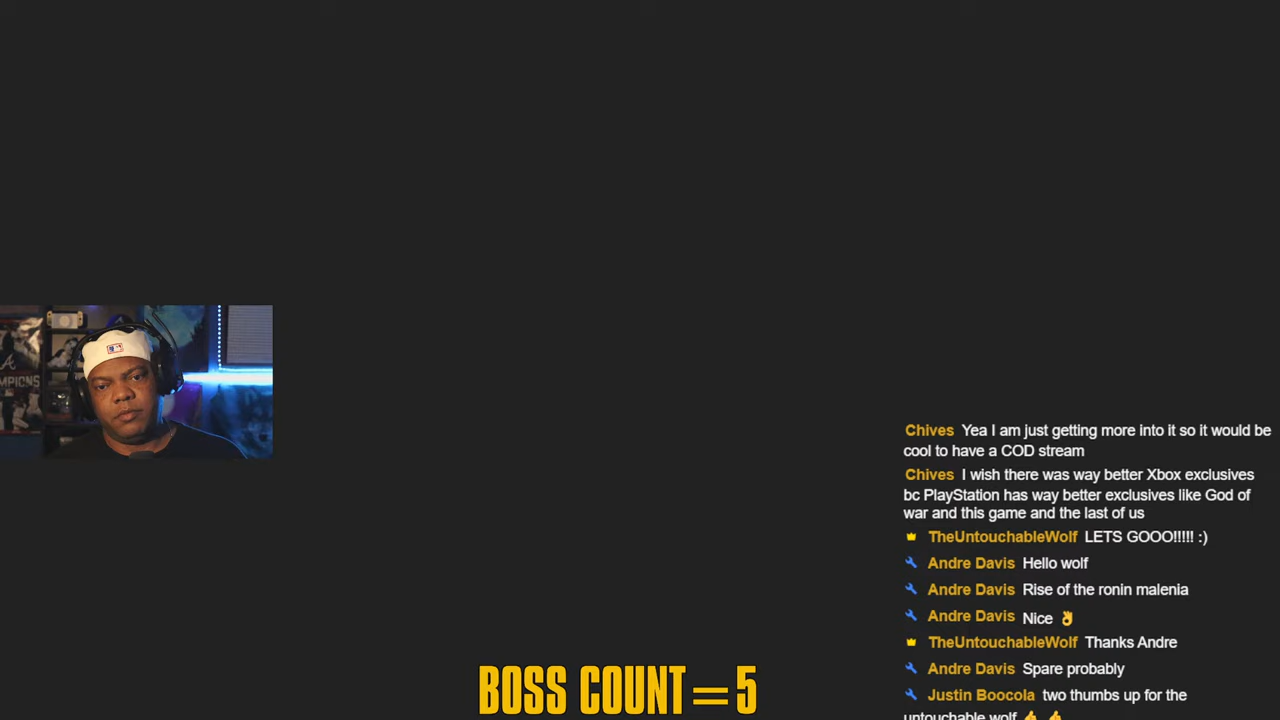 A
MPIONS
Chives Yea I am just getting more into it so it would be
cool to have a COD stream
Chives I wish there was way better Xbox exclusives
bc PlayStation has way better exclusives like God of
war and this game and the last of us
TheUntouchableWolf LETS GOOO!!!!! :)
Andre Davis Hello wolf
Andre Davis Rise of the ronin malenia
Andre Davis Nice 👌
TheUntouchableWolf Thanks Andre
Andre Davis Spare probably
Justin Boocola two thumbs up for the
untouchable wolf 👍 👍
BOSS COUNT=5